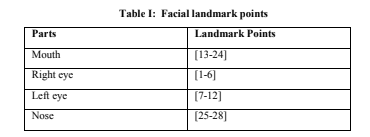 Table I: Facial landmark points
Parts Landmark Points
Mouth [13-24]
Right eye [1-6]
Left eye [7-12]
Nose [25-28]